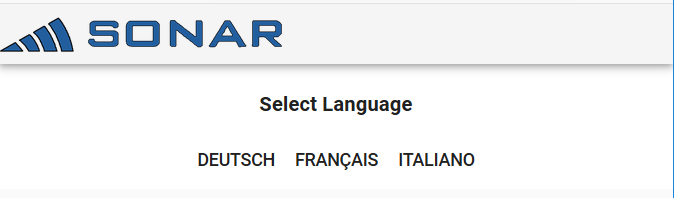 SONAR
Select Language
DEUTSCH FRANÇAIS ITALIANO